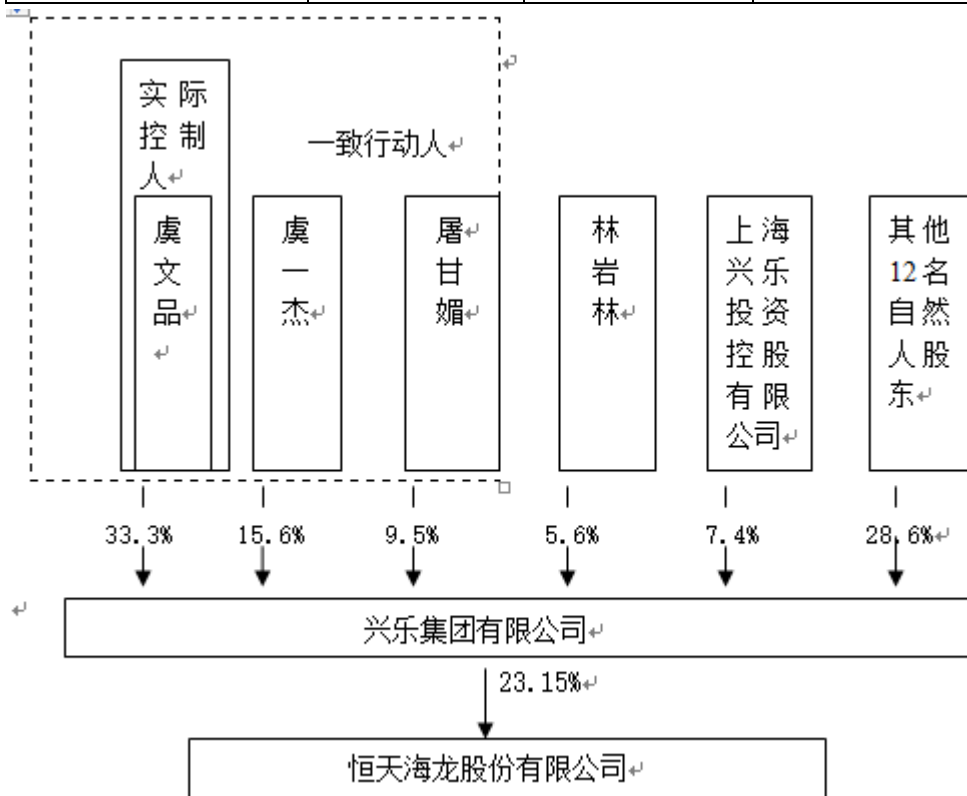 实际
控制
人
一致行动人
虞
文
品
虞
一
杰
屠
甘
媚
林
岩
林
上海
兴乐
投资
控股
有限
公司
其他
12名
自然
人股
东
33.3%
15.6%
9.5%
5.6%
7.4%
28.6%
兴乐集团有限公司
23.15%
恒天海龙股份有限公司